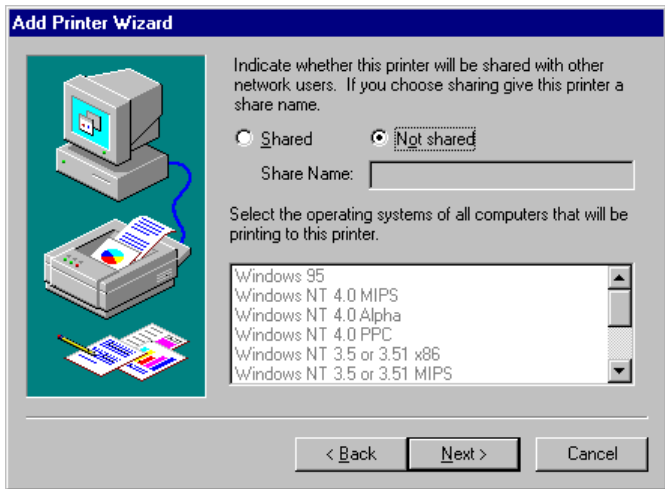 Add Printer Wizard
Indicate whether this printer will be shared with other
network users. If you choose sharing give this printer a
share name.
Shared Not shared
Share Name:
Select the operating systems of all computers that will be
printing to this printer.
Windows 95
Windows NT 4.0 MIPS
Windows NT 4.0 Alpha
Windows NT 4.0 PPC
Windows NT 3.5 or 3.51 x86
Windows NT 3.5 or 3.51 MIPS
< Back Next > Cancel